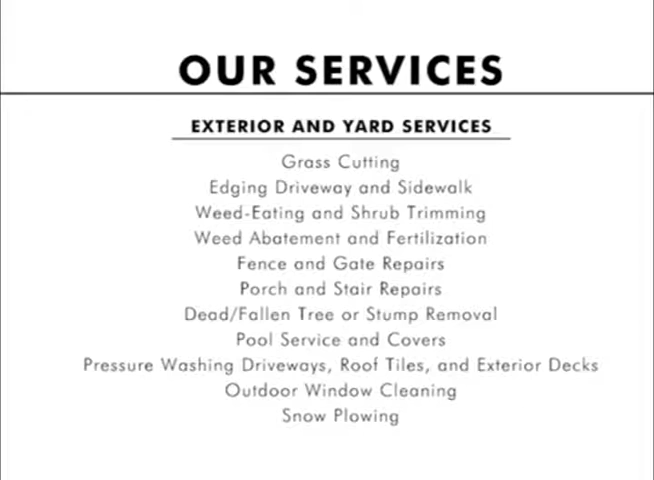 OUR SERVICES
EXTERIOR AND YARD SERVICES
Grass Cutting
Edging Driveway and Sidewalk
Weed-Eating and Shrub Trimming
Weed Abatement and Fertilization
Fence and Gate Repairs
Porch and Stair Repairs
Dead/Fallen Tree or Stump Removal
Pool Service and Covers
Pressure Washing Driveways, Roof Tiles, and Exterior Decks
Outdoor Window Cleaning
Snow Plowing